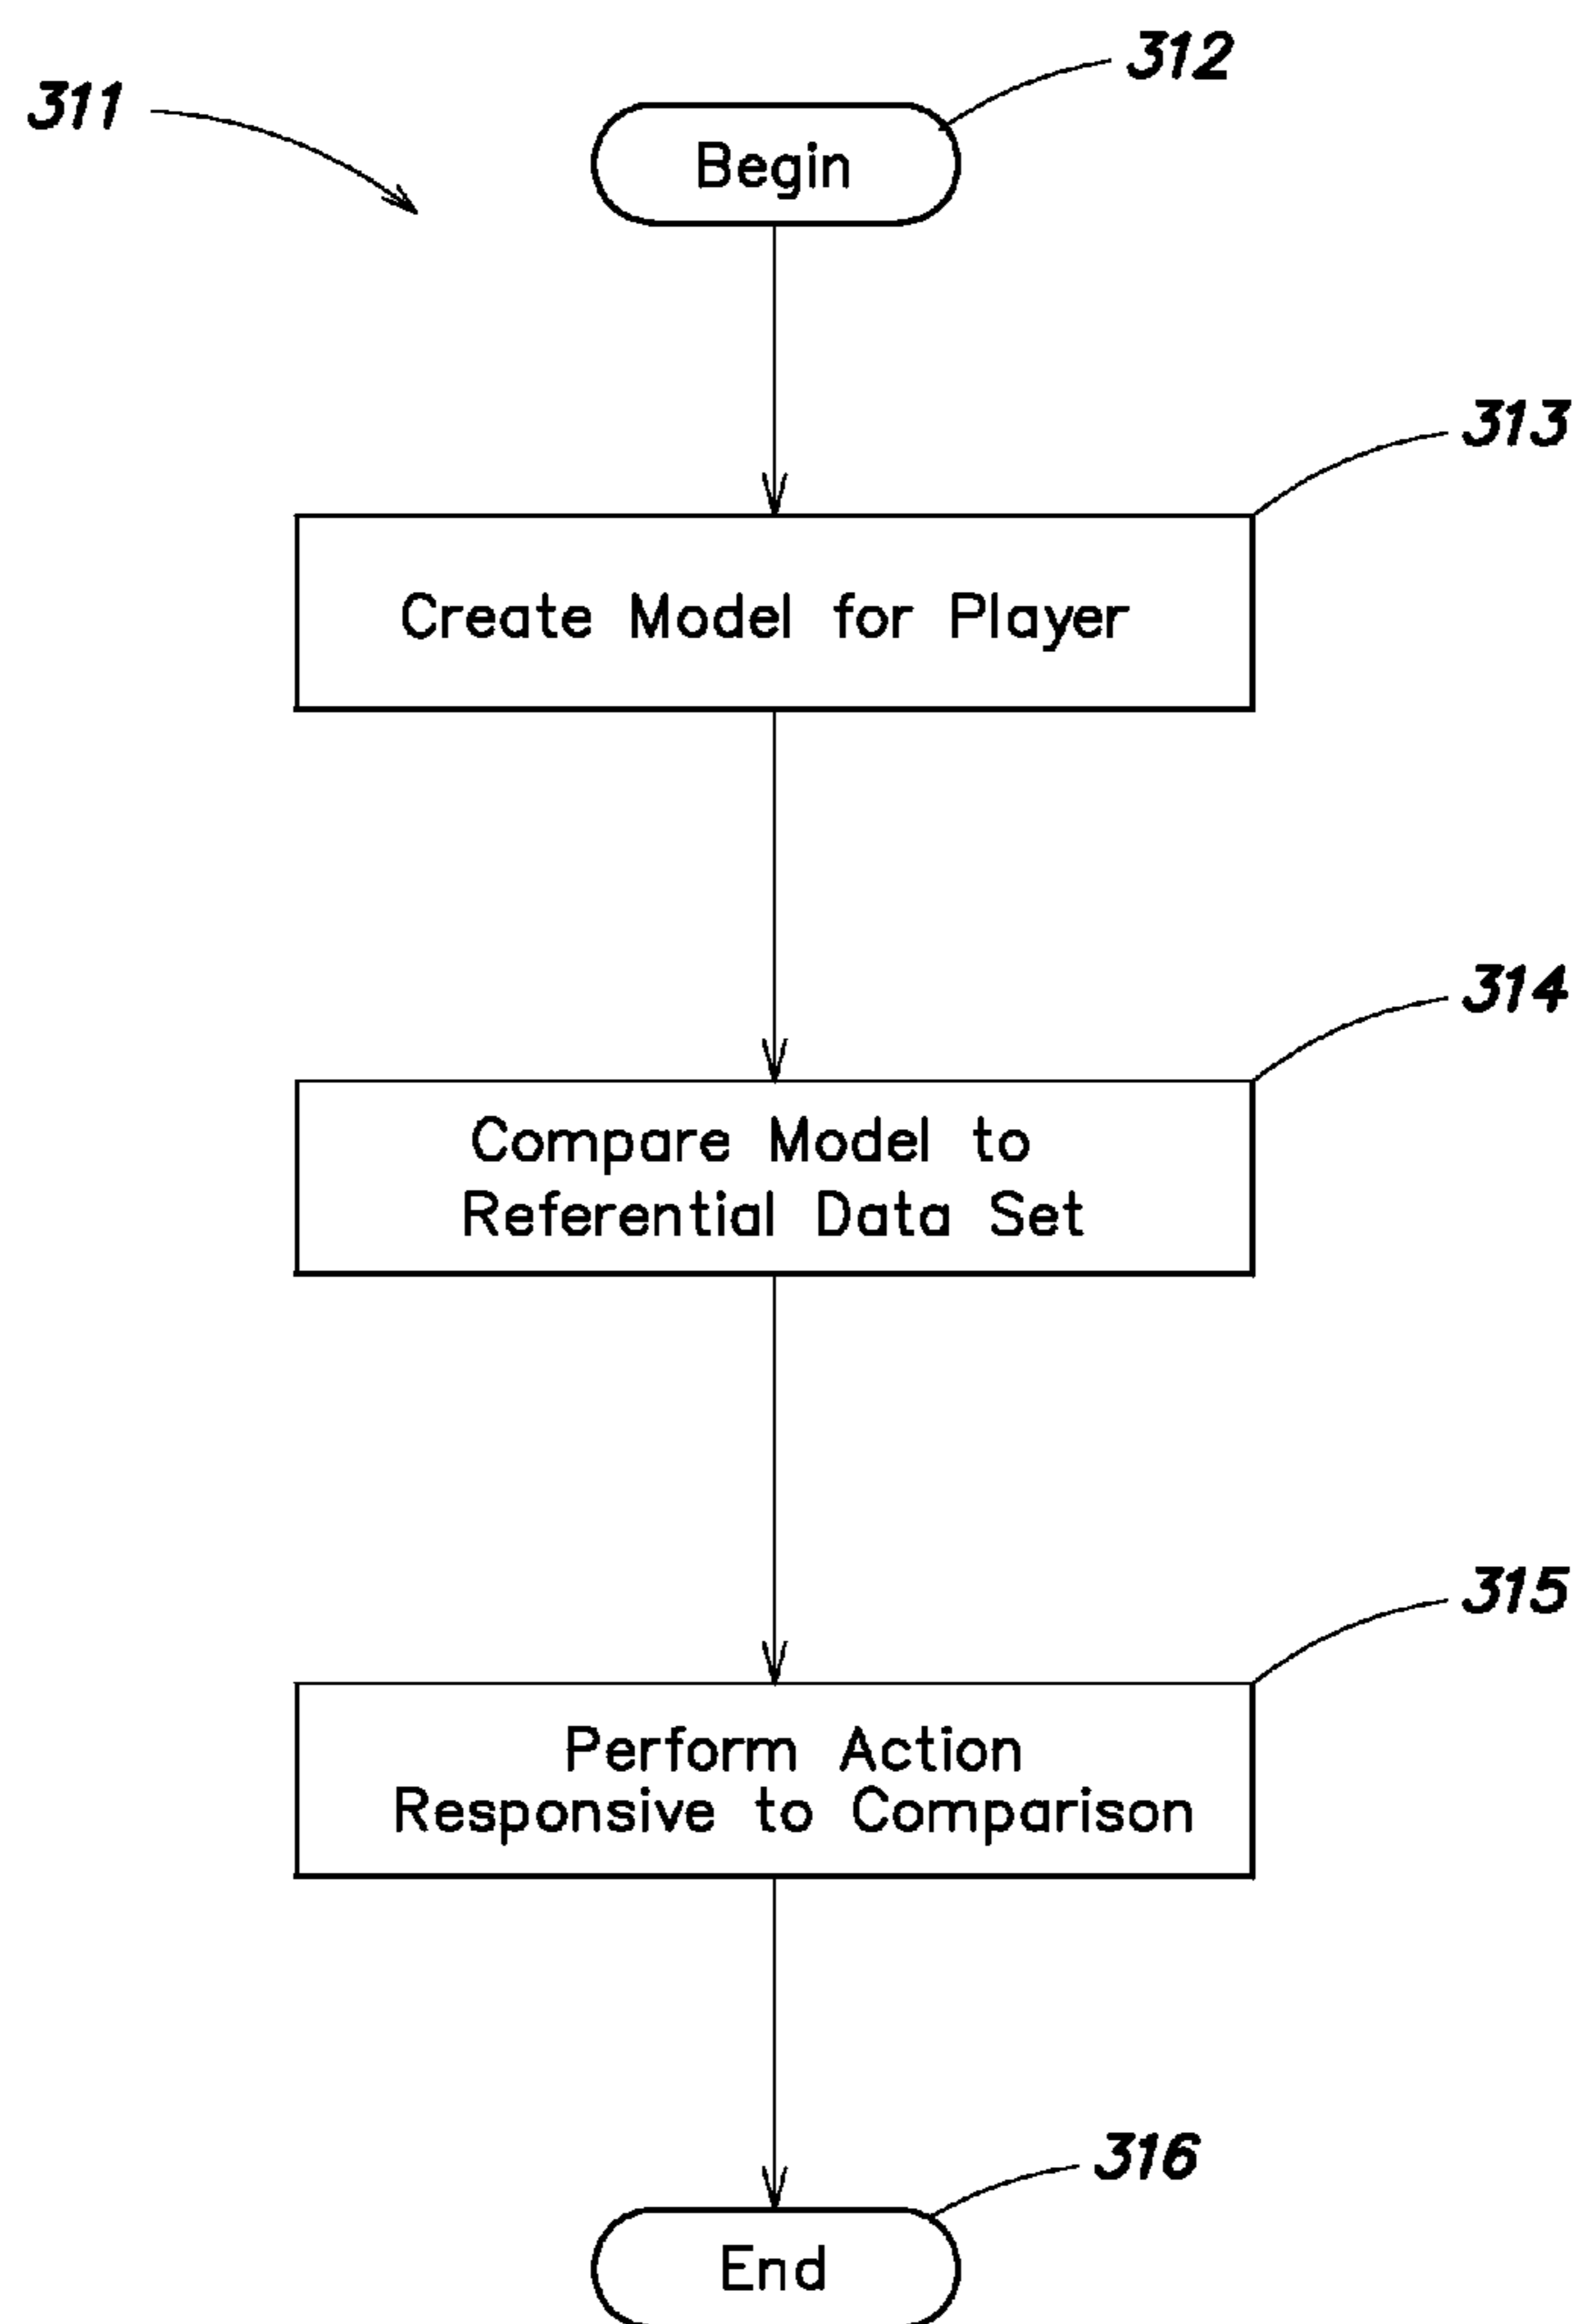 312
311
Begin
313
Create Model for Player
314
Compare Model to
Referential Data Set
315
Perform Action
Responsive to Comparison
316
End